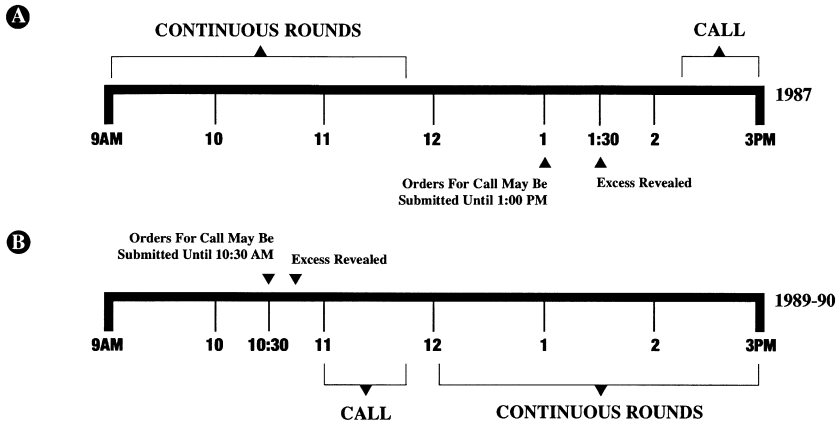 A
CONTINUOUS ROUNDS
CALL
1987
9AM 10 11 12 1 1:30 2 3PM
Orders For Call May Be
Submitted Until 1:00 PM
Excess Revealed
B
Orders For Call May Be
Submitted Until 10:30 AM
Excess Revealed
1989-90
9AM 10 10:30 11 12 1 2 3PM
CALL
CONTINUOUS ROUNDS